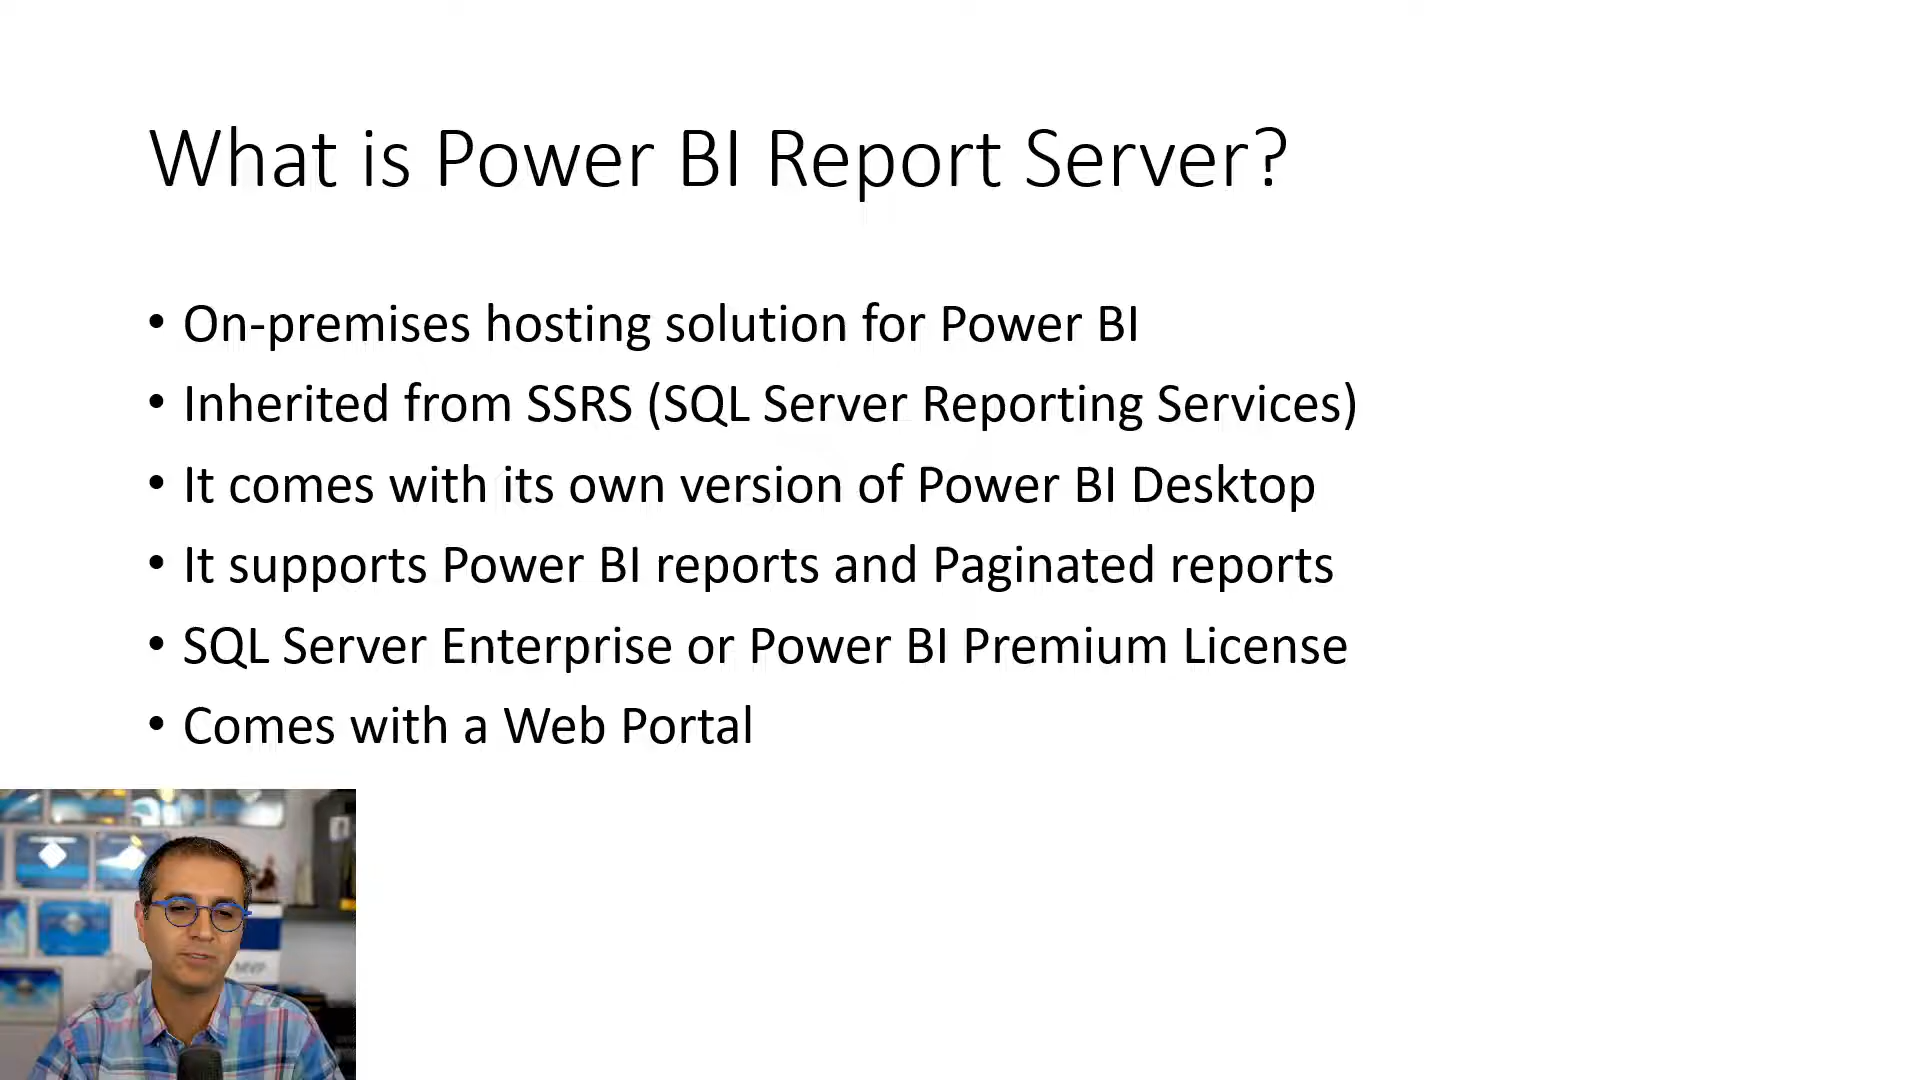 What is Power BI Report Server?
• On-premises hosting solution for Power BI
• Inherited from SSRS (SQL Server Reporting Services)
• It comes with its own version of Power BI Desktop
• It supports Power BI reports and Paginated reports
• SQL Server Enterprise or Power BI Premium License
• Comes with a Web Portal